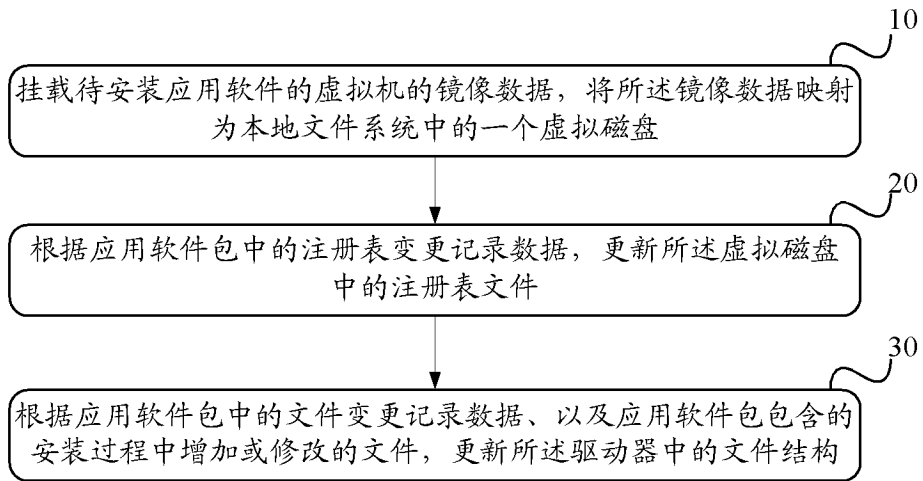 10
挂载待安装应用软件的虚拟机的镜像数据，将所述镜像数据映射
为本地文件系统中的一个虚拟磁盘
20
根据应用软件包中的注册表变更记录数据，更新所述虚拟磁盘
中的注册表文件
30
根据应用软件包中的文件变更记录数据、以及应用软件包包含的
安装过程中增加或修改的文件，更新所述驱动器中的文件结构